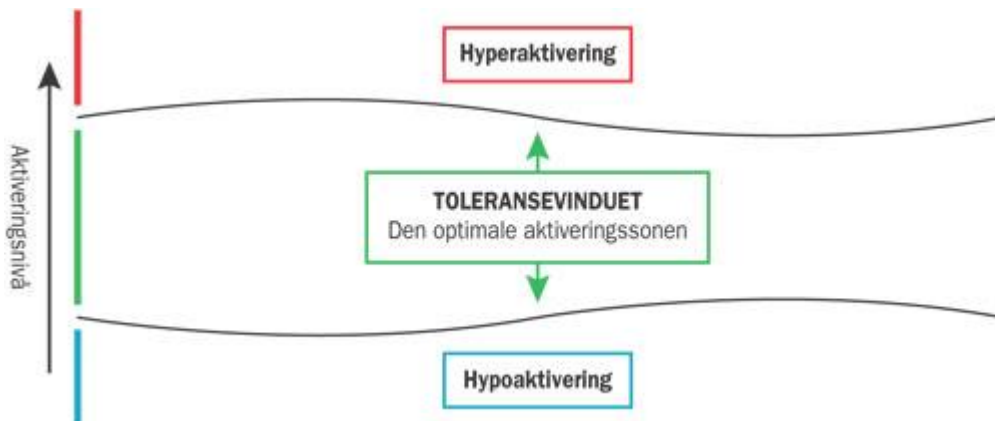 Hyperaktivering
Aktiveringsnivå
TOLERANSEVINDUET
Den optimale aktiveringssonen
Hypoaktivering